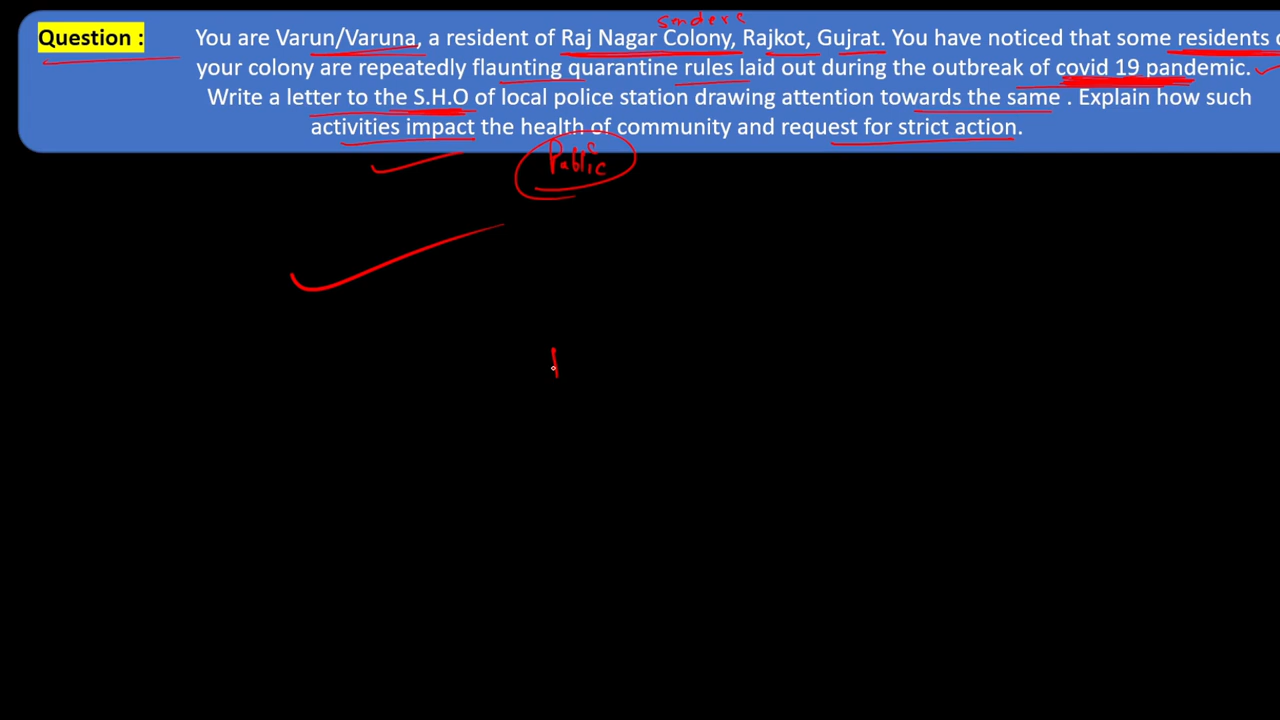 senders
Question : You are Varun/Varuna, a resident of Raj Nagar Colony, Rajkot, Gujrat. You have noticed that some residents
your colony are repeatedly flaunting quarantine rules laid out during the outbreak of covid 19 pandemic.
Write a letter to the S.H.O of local police station drawing attention towards the same . Explain how such
activities impact the health of community and request for strict action.
Public